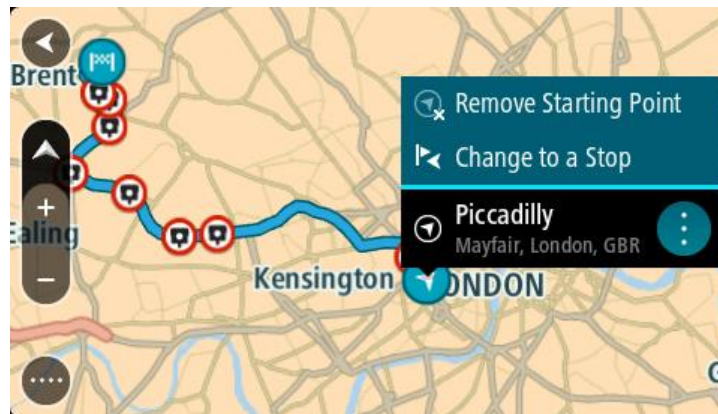 Brent
Remove Starting Point
Change to a Stop
Piccadilly
Mayfair, London, GBR
Ealing
Kensington
ONDON